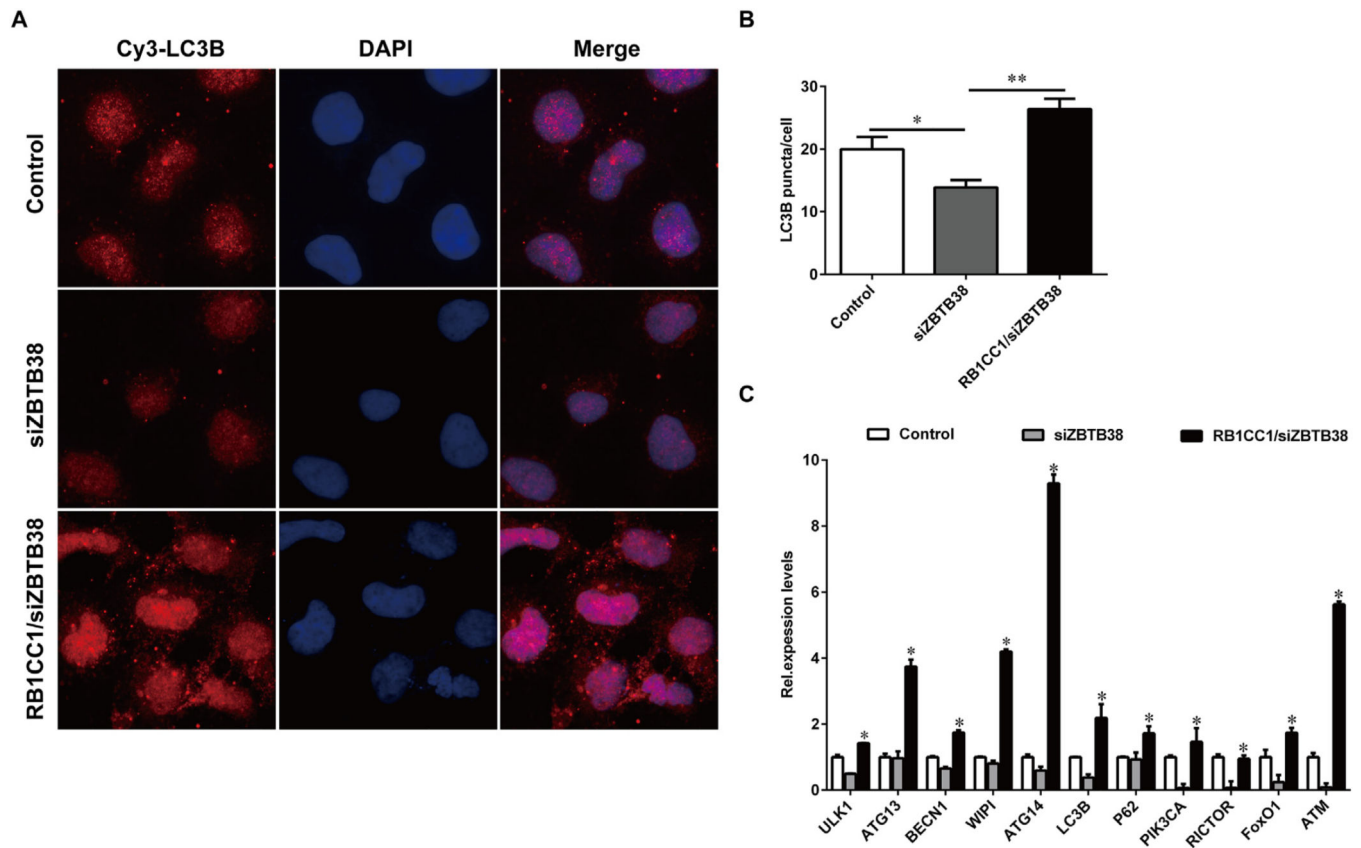 A
Cy3-LC3B DAPI Merge
Control
siZBTB38
RB1CC1/siZBTB38
B
LC3B puncta/cell
30
20
10
0
*
**
Control
siZBTB38
RB1CC1/siZBTB38
C
Control siZBTB38 RB1CC1/siZBTB38
Rel.expression levels
10
8
6
4
2
0
* * * * * * * * * * *
ULK1
ATG13
BECN1
WIPI
ATG14
LC3B
P62
PIK3CA
RICTOR
FoxO1
ATM